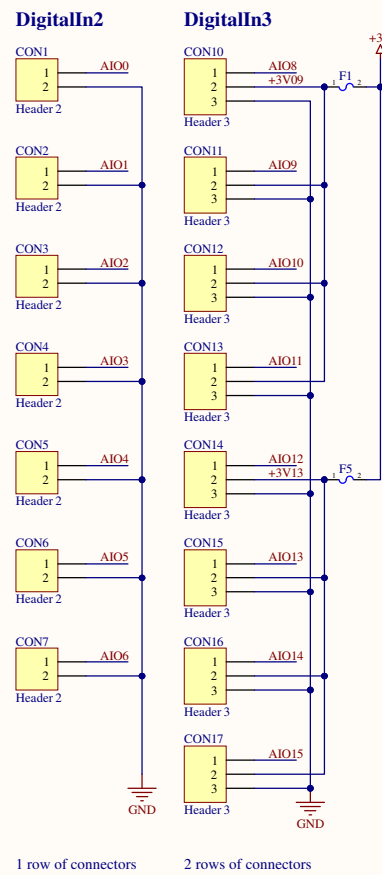 DigitalIn2
CON1
1 AIO0
2
Header 2
CON2
1 AIO1
2
Header 2
CON3
1 AIO2
2
Header 2
CON4
1 AIO3
2
Header 2
CON5
1 AIO4
2
Header 2
CON6
1 AIO5
2
Header 2
CON7
1 AIO6
2
Header 2
GND
1 row of connectors
DigitalIn3
CON10
1 AIO8
2 +3V09
3
Header 3
CON11
1 AIO9
2
3
Header 3
CON12
1 AIO10
2
3
Header 3
CON13
1 AIO11
2
3
Header 3
CON14
1 AIO12
2 +3V13
3
Header 3
CON15
1 AIO13
2
3
Header 3
CON16
1 AIO14
2
3
Header 3
CON17
1 AIO15
2
3
Header 3
GND
2 rows of connectors
+3
F1
1 2
F5
1 2